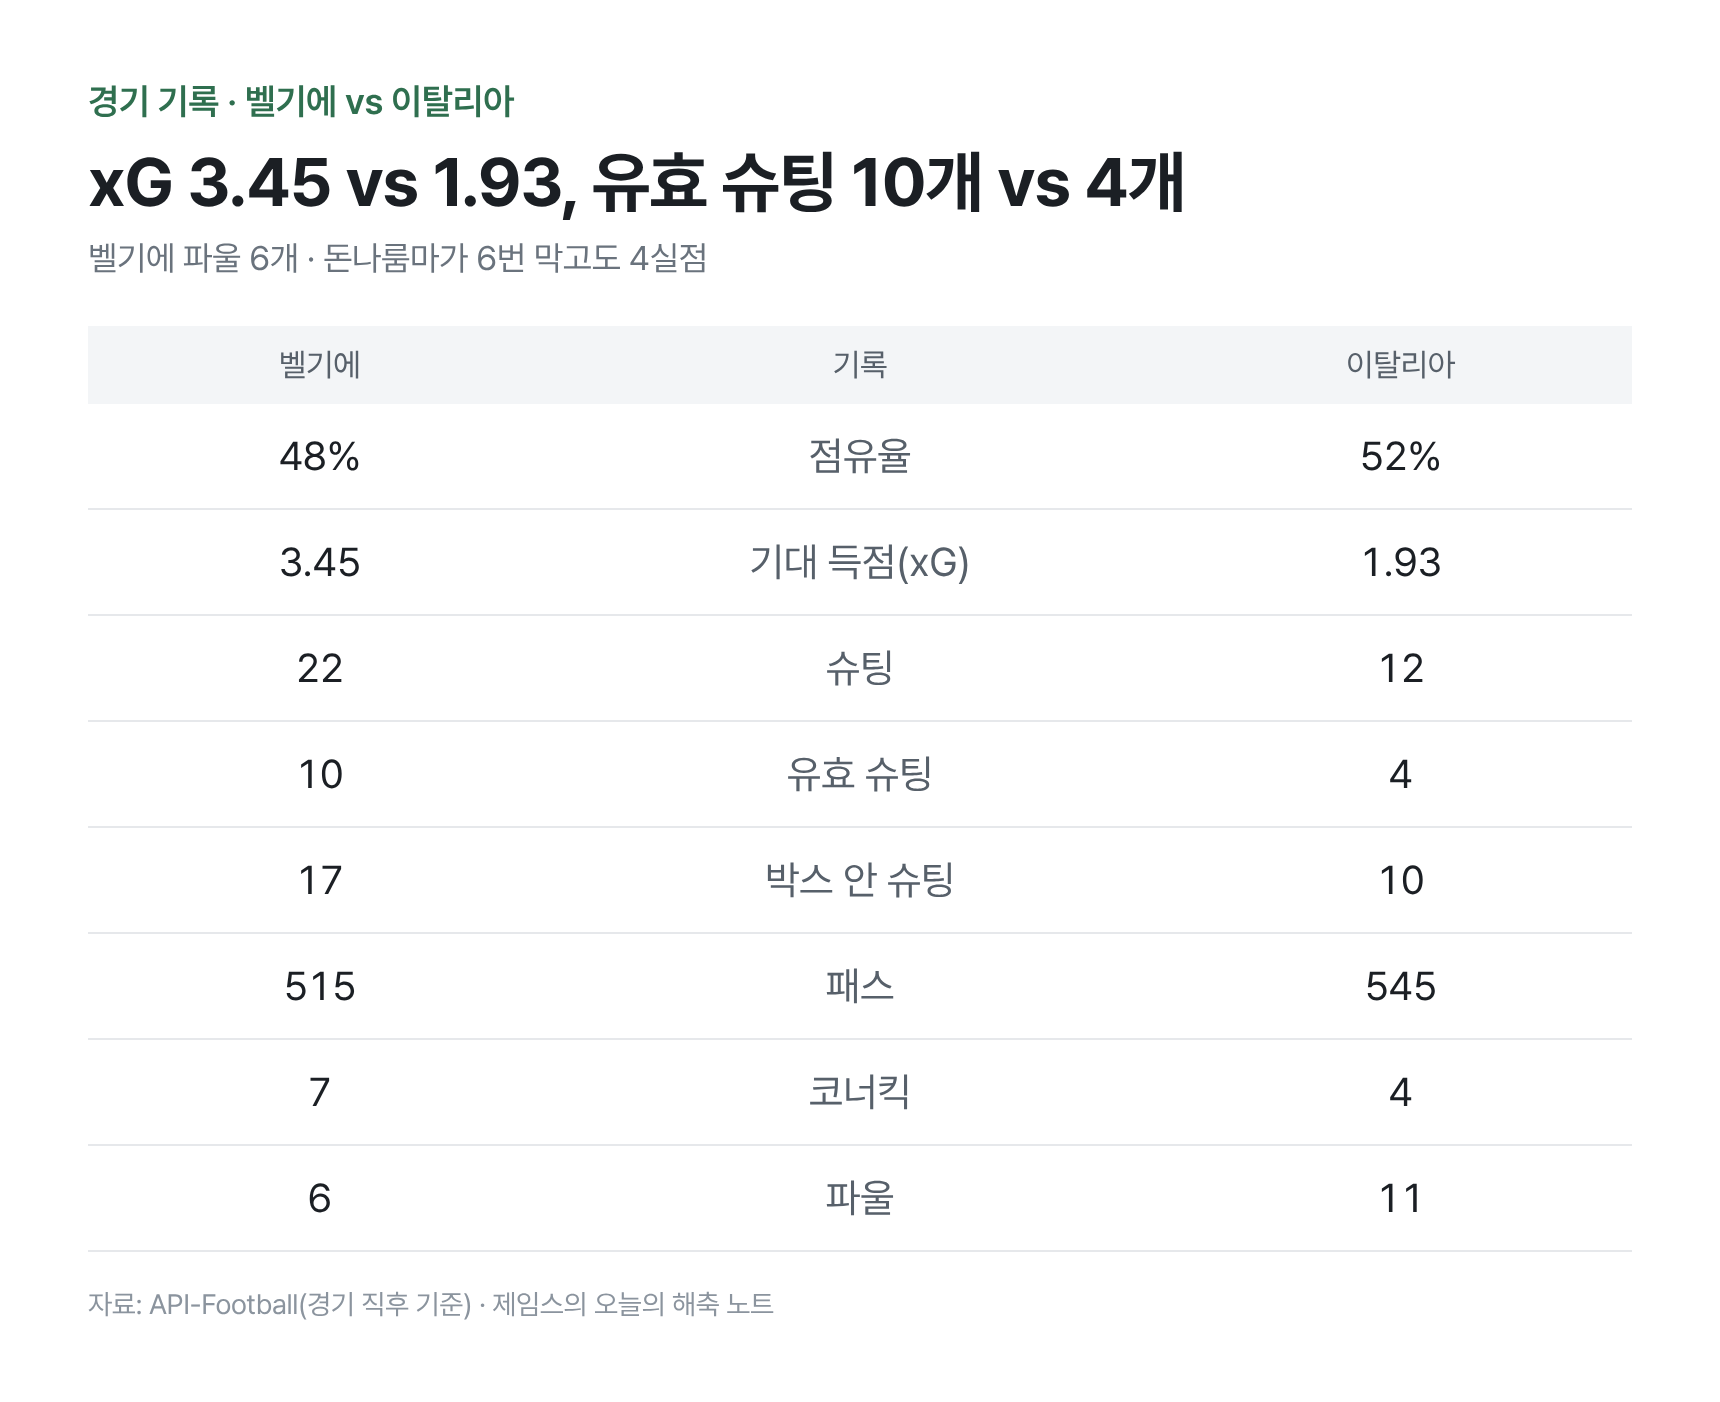 경기 기록 · 벨기에 vs 이탈리아
xG 3.45 vs 1.93, 유효 슈팅 10개 vs 4개
벨기에 파울 6개 · 돈나룸마가 6번 막고도 4실점
벨기에 기록 이탈리아
48% 점유율 52%
3.45 기대 득점(xG) 1.93
22 슈팅 12
10 유효 슈팅 4
17 박스 안 슈팅 10
515 패스 545
7 코너킥 4
6 파울 11
자료: API-Football(경기 직후 기준) · 제임스의 오늘의 해축 노트